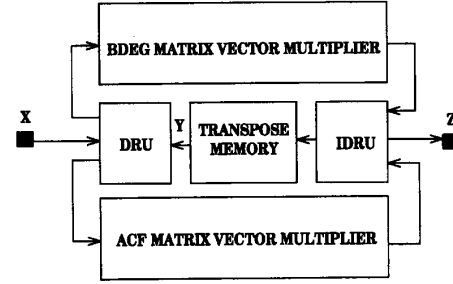 BDEG MATRIX VECTOR MULTIPLIER
X
Y
Z
DRU
TRANSPOSE
MEMORY
IDRU
ACF MATRIX VECTOR MULTIPLIER